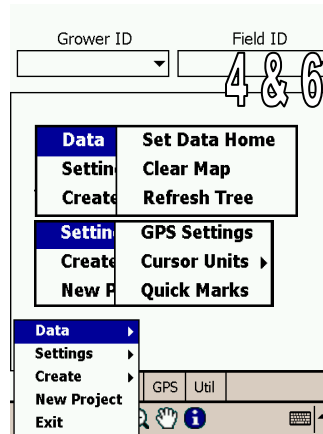 Grower ID Field ID
4 & 6
Data Set Data Home
Settin Clear Map
Create Refresh Tree
Settin GPS Settings
Create Cursor Units
New P Quick Marks
Data
Settings
Create
New Project
Exit
GPS Util